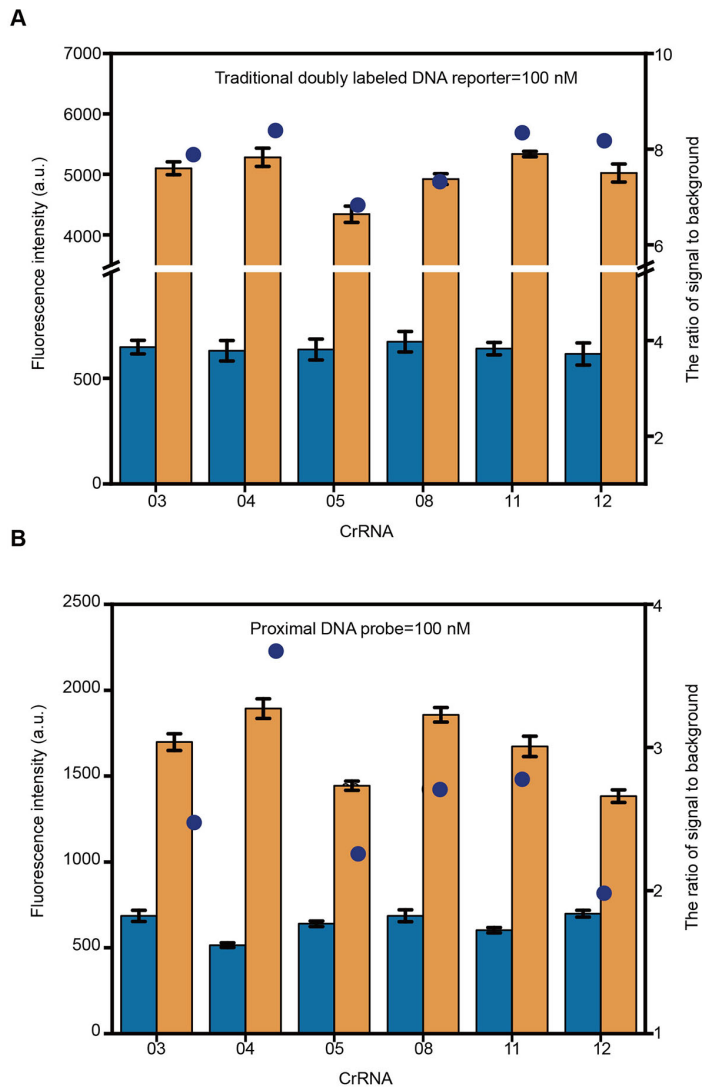 A
Traditional doubly labeled DNA reporter=100 nM
Fluorescence intensity (a.u.)
7000
6000
5000
4000
500
0
The ratio of signal to background
10
8
6
4
2
03 04 05 08 11 12
CrRNA
B
Proximal DNA probe=100 nM
Fluorescence intensity (a.u.)
2500
2000
1500
1000
500
0
The ratio of signal to background
4
3
2
1
03 04 05 08 11 12
CrRNA